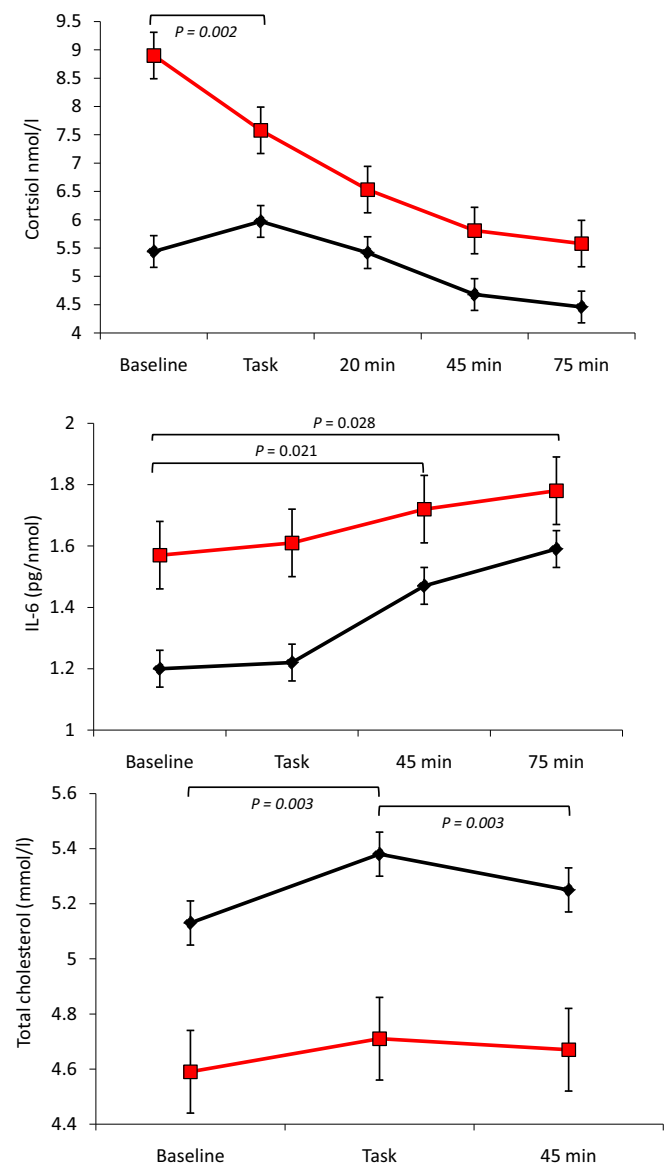 P = 0.002
9.5
9
8.5
8
7.5
7
6.5
6
5.5
5
4.5
4
Cortsiol nmol/l
Baseline Task 20 min 45 min 75 min
P = 0.028
P = 0.021
2
1.8
1.6
1.4
1.2
1
IL-6 (pg/nmol)
Baseline Task 45 min 75 min
P = 0.003 P = 0.003
5.6
5.4
5.2
5
4.8
4.6
4.4
Total cholesterol (mmol/l)
Baseline Task 45 min